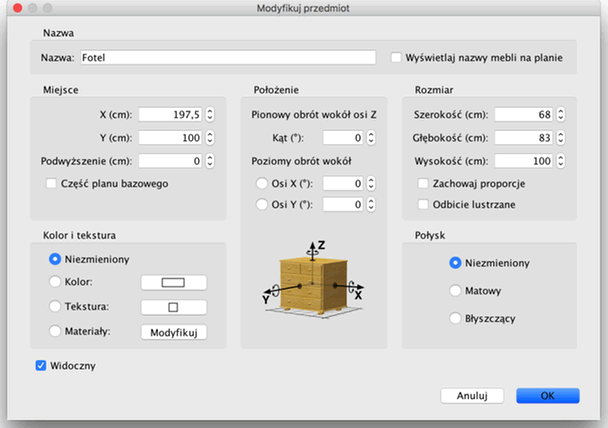 Modyfikuj przedmiot
Nazwa
Nazwa: Fotel
Wyświetlaj nazwy mebli na planie
Miejsce
X (cm): 197,5
Y (cm): 100
Podwyższenie (cm): 0
Część planu bazowego
Położenie
Pionowy obrót wokół osi Z
Kąt (°): 0
Poziomy obrót wokół
Osi X (°): 0
Osi Y (°): 0
Rozmiar
Szerokość (cm): 68
Głębokość (cm): 83
Wysokość (cm): 100
Zachowaj proporcje
Odbicie lustrzane
Kolor i tekstura
Niezmieniony
Kolor:
Tekstura:
Materiały: Modyfikuj
Z
Y
X
Połysk
Niezmieniony
Matowy
Błyszczący
Widoczny
Anuluj
OK